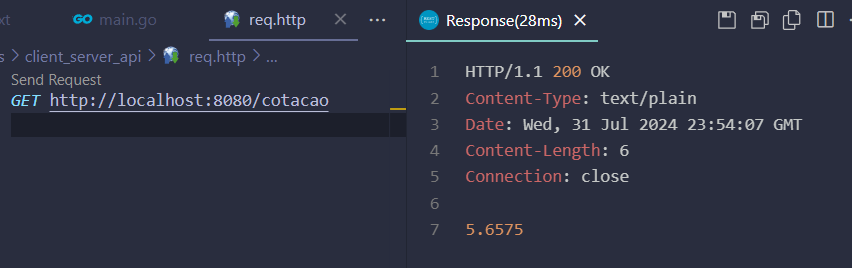 xt
GO main.go
req.http
...
s > client_server_api > req.http > ...
Send Request
GET http://localhost:8080/cotacao
Response(28ms)
1 HTTP/1.1 200 OK
2 Content-Type: text/plain
3 Date: Wed, 31 Jul 2024 23:54:07 GMT
4 Content-Length: 6
5 Connection: close
6
7 5.6575